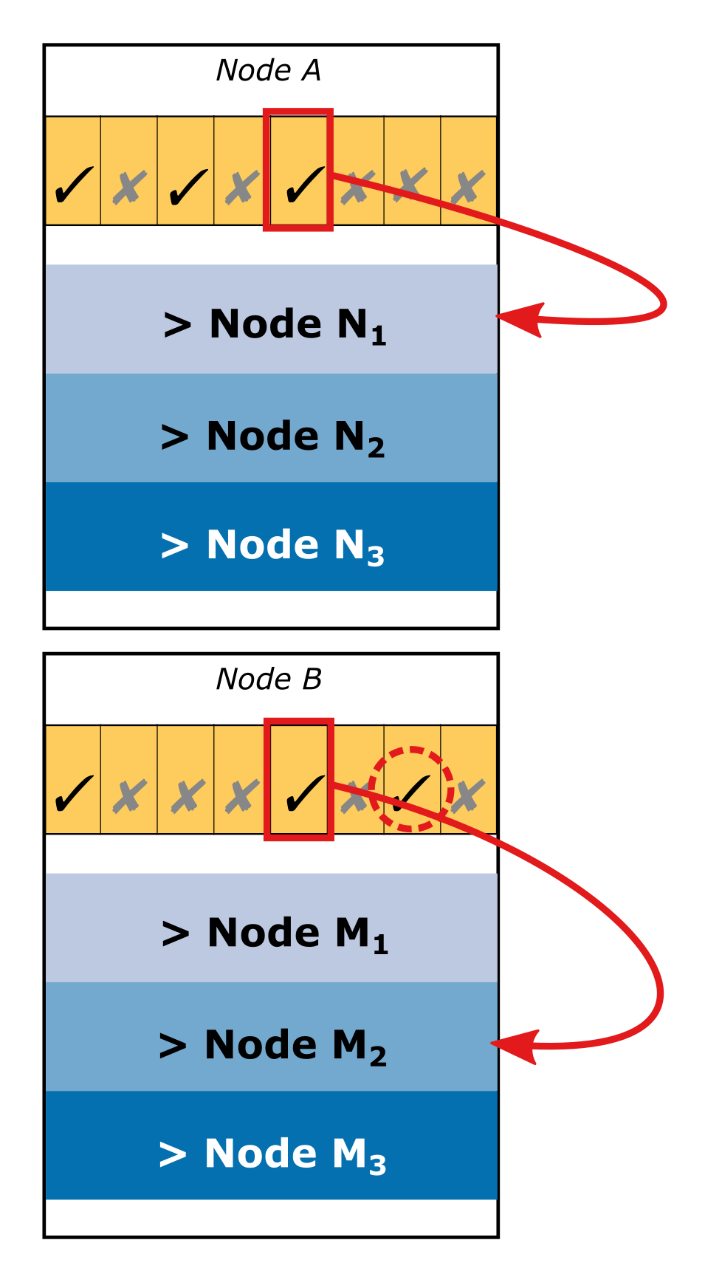 Node A
✓ ✘ ✓ ✘ ✓ ✘ ✘ ✘
> Node N₁
> Node N₂
> Node N₃
Node B
✓ ✘ ✘ ✘ ✓ ✘ ✓ ✘
> Node M₁
> Node M₂
> Node M₃